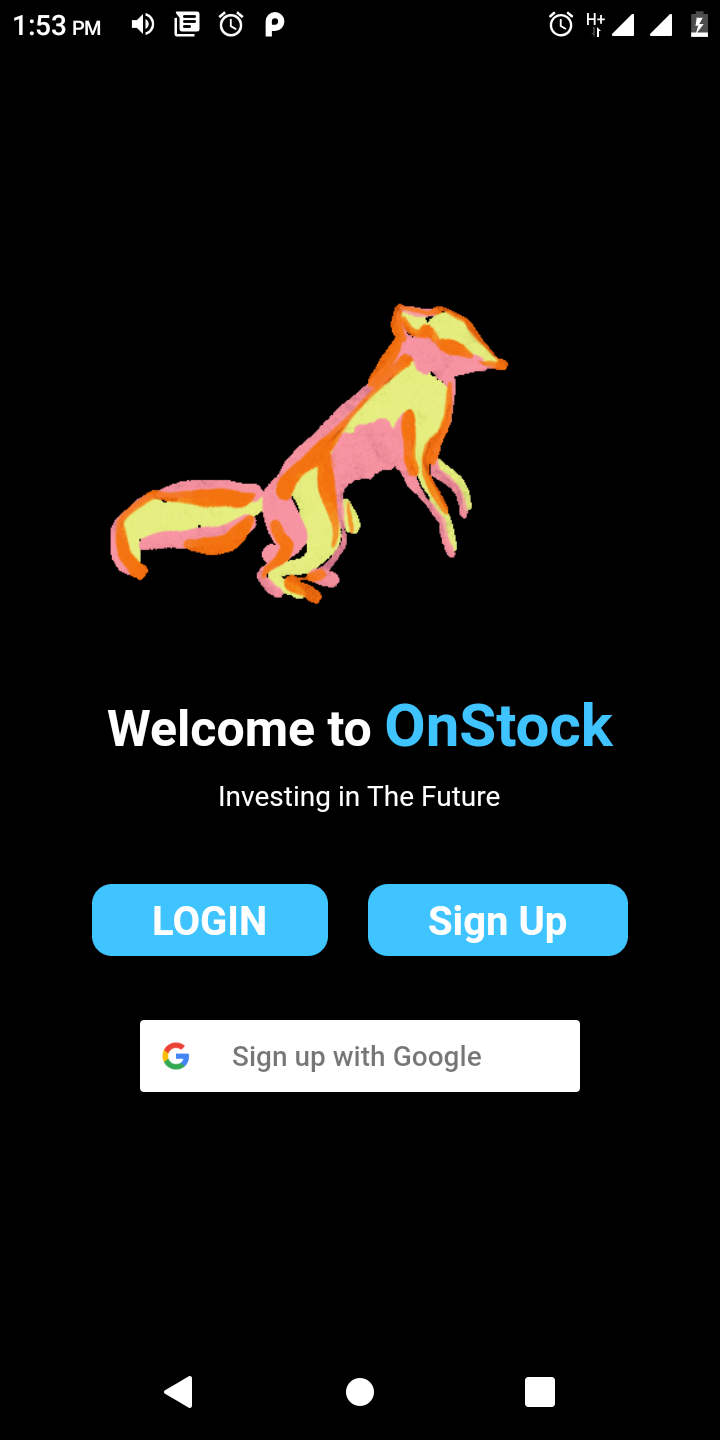 1:53 PM H+
Welcome to OnStock
Investing in The Future
LOGIN Sign Up
Sign up with Google